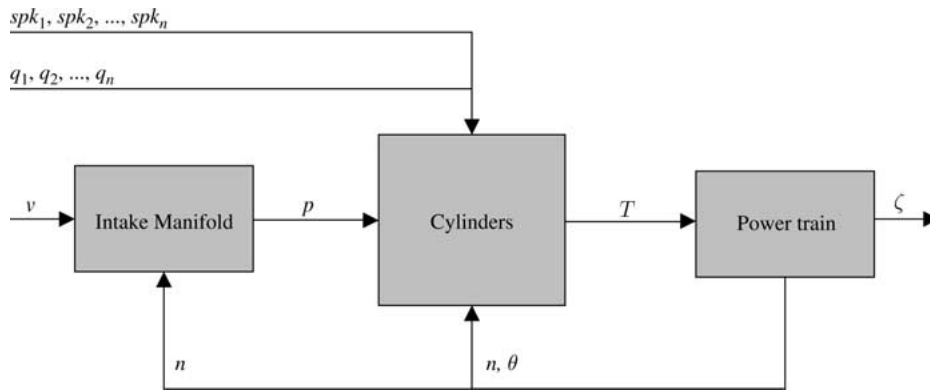 spk₁, spk₂, ..., spkₙ
q₁, q₂, ..., qₙ
v
Intake Manifold
p
Cylinders
T
Power train
ζ
n
n, θ